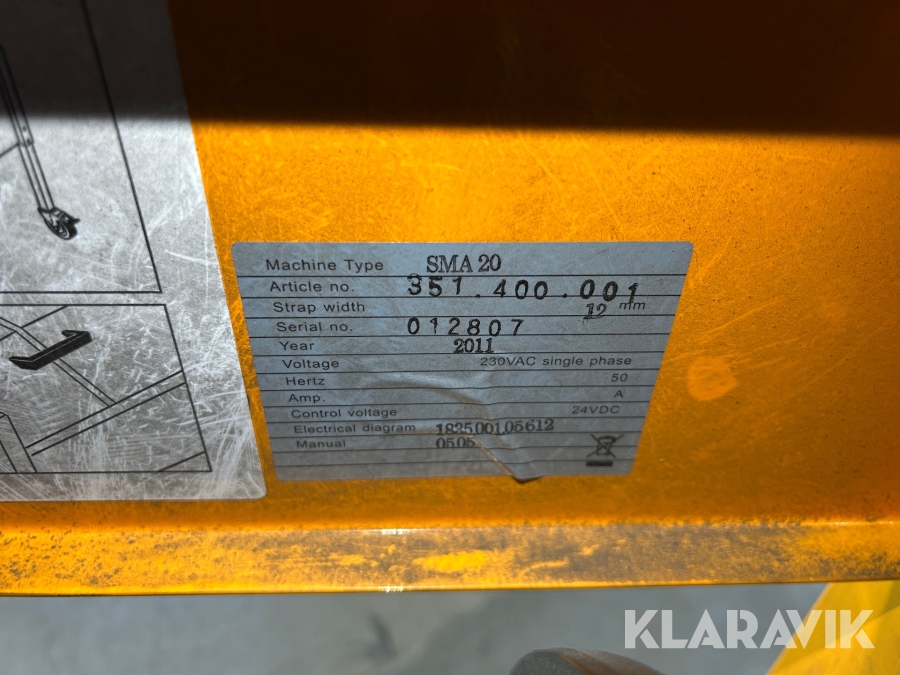 KLARAVIK
Machine Type SMA 20
Article no. 351.400.001
Strap width 12 mm
Serial no. 012807
Year 2011
Voltage 230VAC single phase
Hertz 50
Amp. A
Control voltage 24VDC
Electrical diagram 183500105612
Manual 0505
KLARAVIK